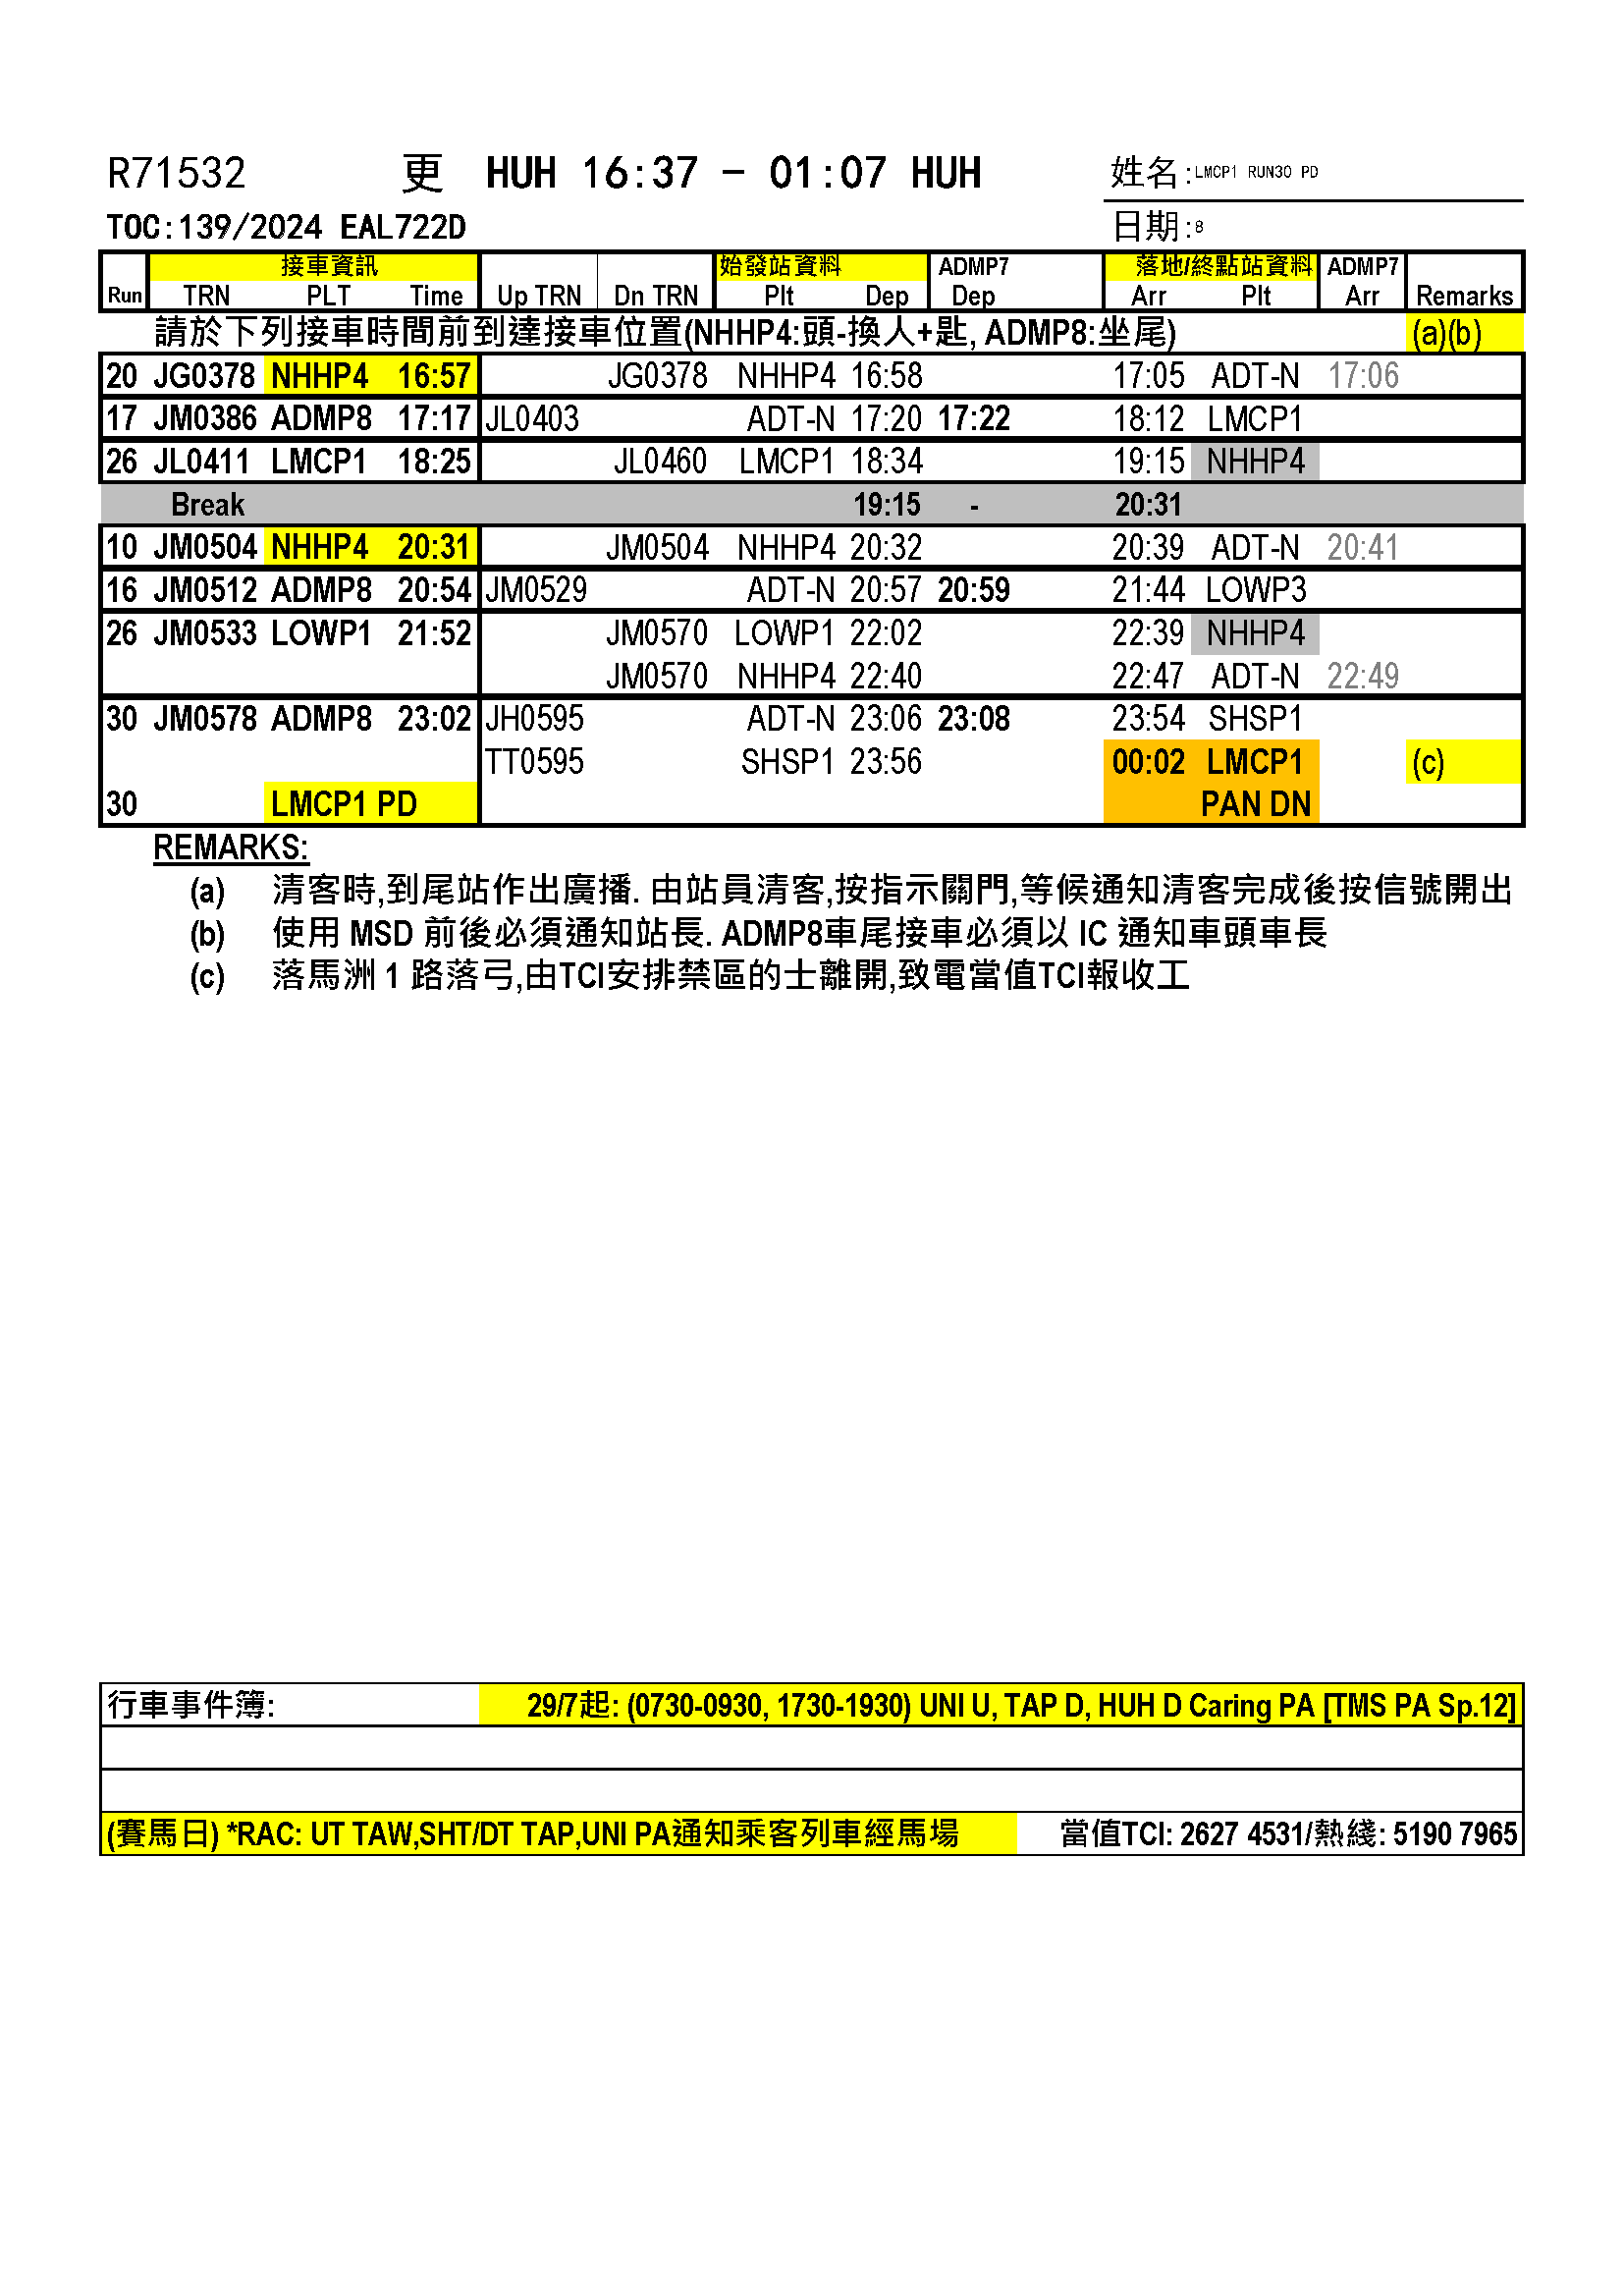 R71532 更 HUH 16:37 - 01:07 HUH 姓名:LMCP1 RUN30 PD
TOC:139/2024 EAL722D 日期:8
接車資訊 始發站資料 ADMP7 落地/終點站資料 ADMP7
Run TRN PLT Time Up TRN Dn TRN Plt Dep Dep Arr Plt Arr Remarks
請於下列接車時間前到達接車位置(NHHP4:頭-換人+匙, ADMP8:坐尾) (a)(b)
20 JG0378 NHHP4 16:57 JG0378 NHHP4 16:58 17:05 ADT-N 17:06
17 JM0386 ADMP8 17:17 JL0403 ADT-N 17:20 17:22 18:12 LMCP1
26 JL0411 LMCP1 18:25 JL0460 LMCP1 18:34 19:15 NHHP4
Break 19:15 - 20:31
10 JM0504 NHHP4 20:31 JM0504 NHHP4 20:32 20:39 ADT-N 20:41
16 JM0512 ADMP8 20:54 JM0529 ADT-N 20:57 20:59 21:44 LOWP3
26 JM0533 LOWP1 21:52 JM0570 LOWP1 22:02 22:39 NHHP4
JM0570 NHHP4 22:40 22:47 ADT-N 22:49
30 JM0578 ADMP8 23:02 JH0595 ADT-N 23:06 23:08 23:54 SHSP1
TT0595 SHSP1 23:56 00:02 LMCP1 (c)
30 LMCP1 PD PAN DN
REMARKS:
(a) 清客時,到尾站作出廣播. 由站員清客,按指示關門,等候通知清客完成後按信號開出
(b) 使用 MSD 前後必須通知站長. ADMP8車尾接車必須以 IC 通知車頭車長
(c) 落馬洲 1 路落弓,由TCI安排禁區的士離開,致電當值TCI報收工
行車事件簿: 29/7起: (0730-0930, 1730-1930) UNI U, TAP D, HUH D Caring PA [TMS PA Sp.12]
(賽馬日) *RAC: UT TAW,SHT/DT TAP,UNI PA通知乘客列車經馬場 當值TCI: 2627 4531/熱綫: 5190 7965